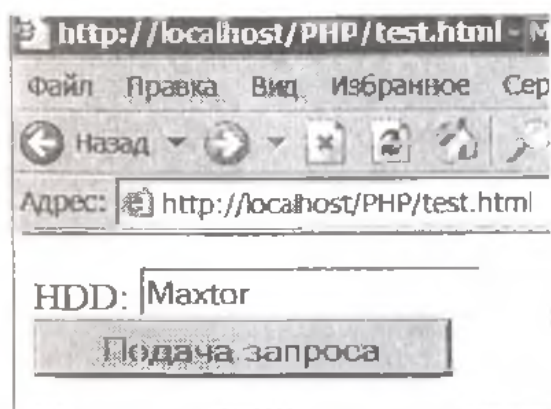 http://localhost/PHP/test.html - M
Файл Правка Вид Избранное Сер
Назад
Адрес: http://localhost/PHP/test.html
HDD: Maxtor
Подача запроса